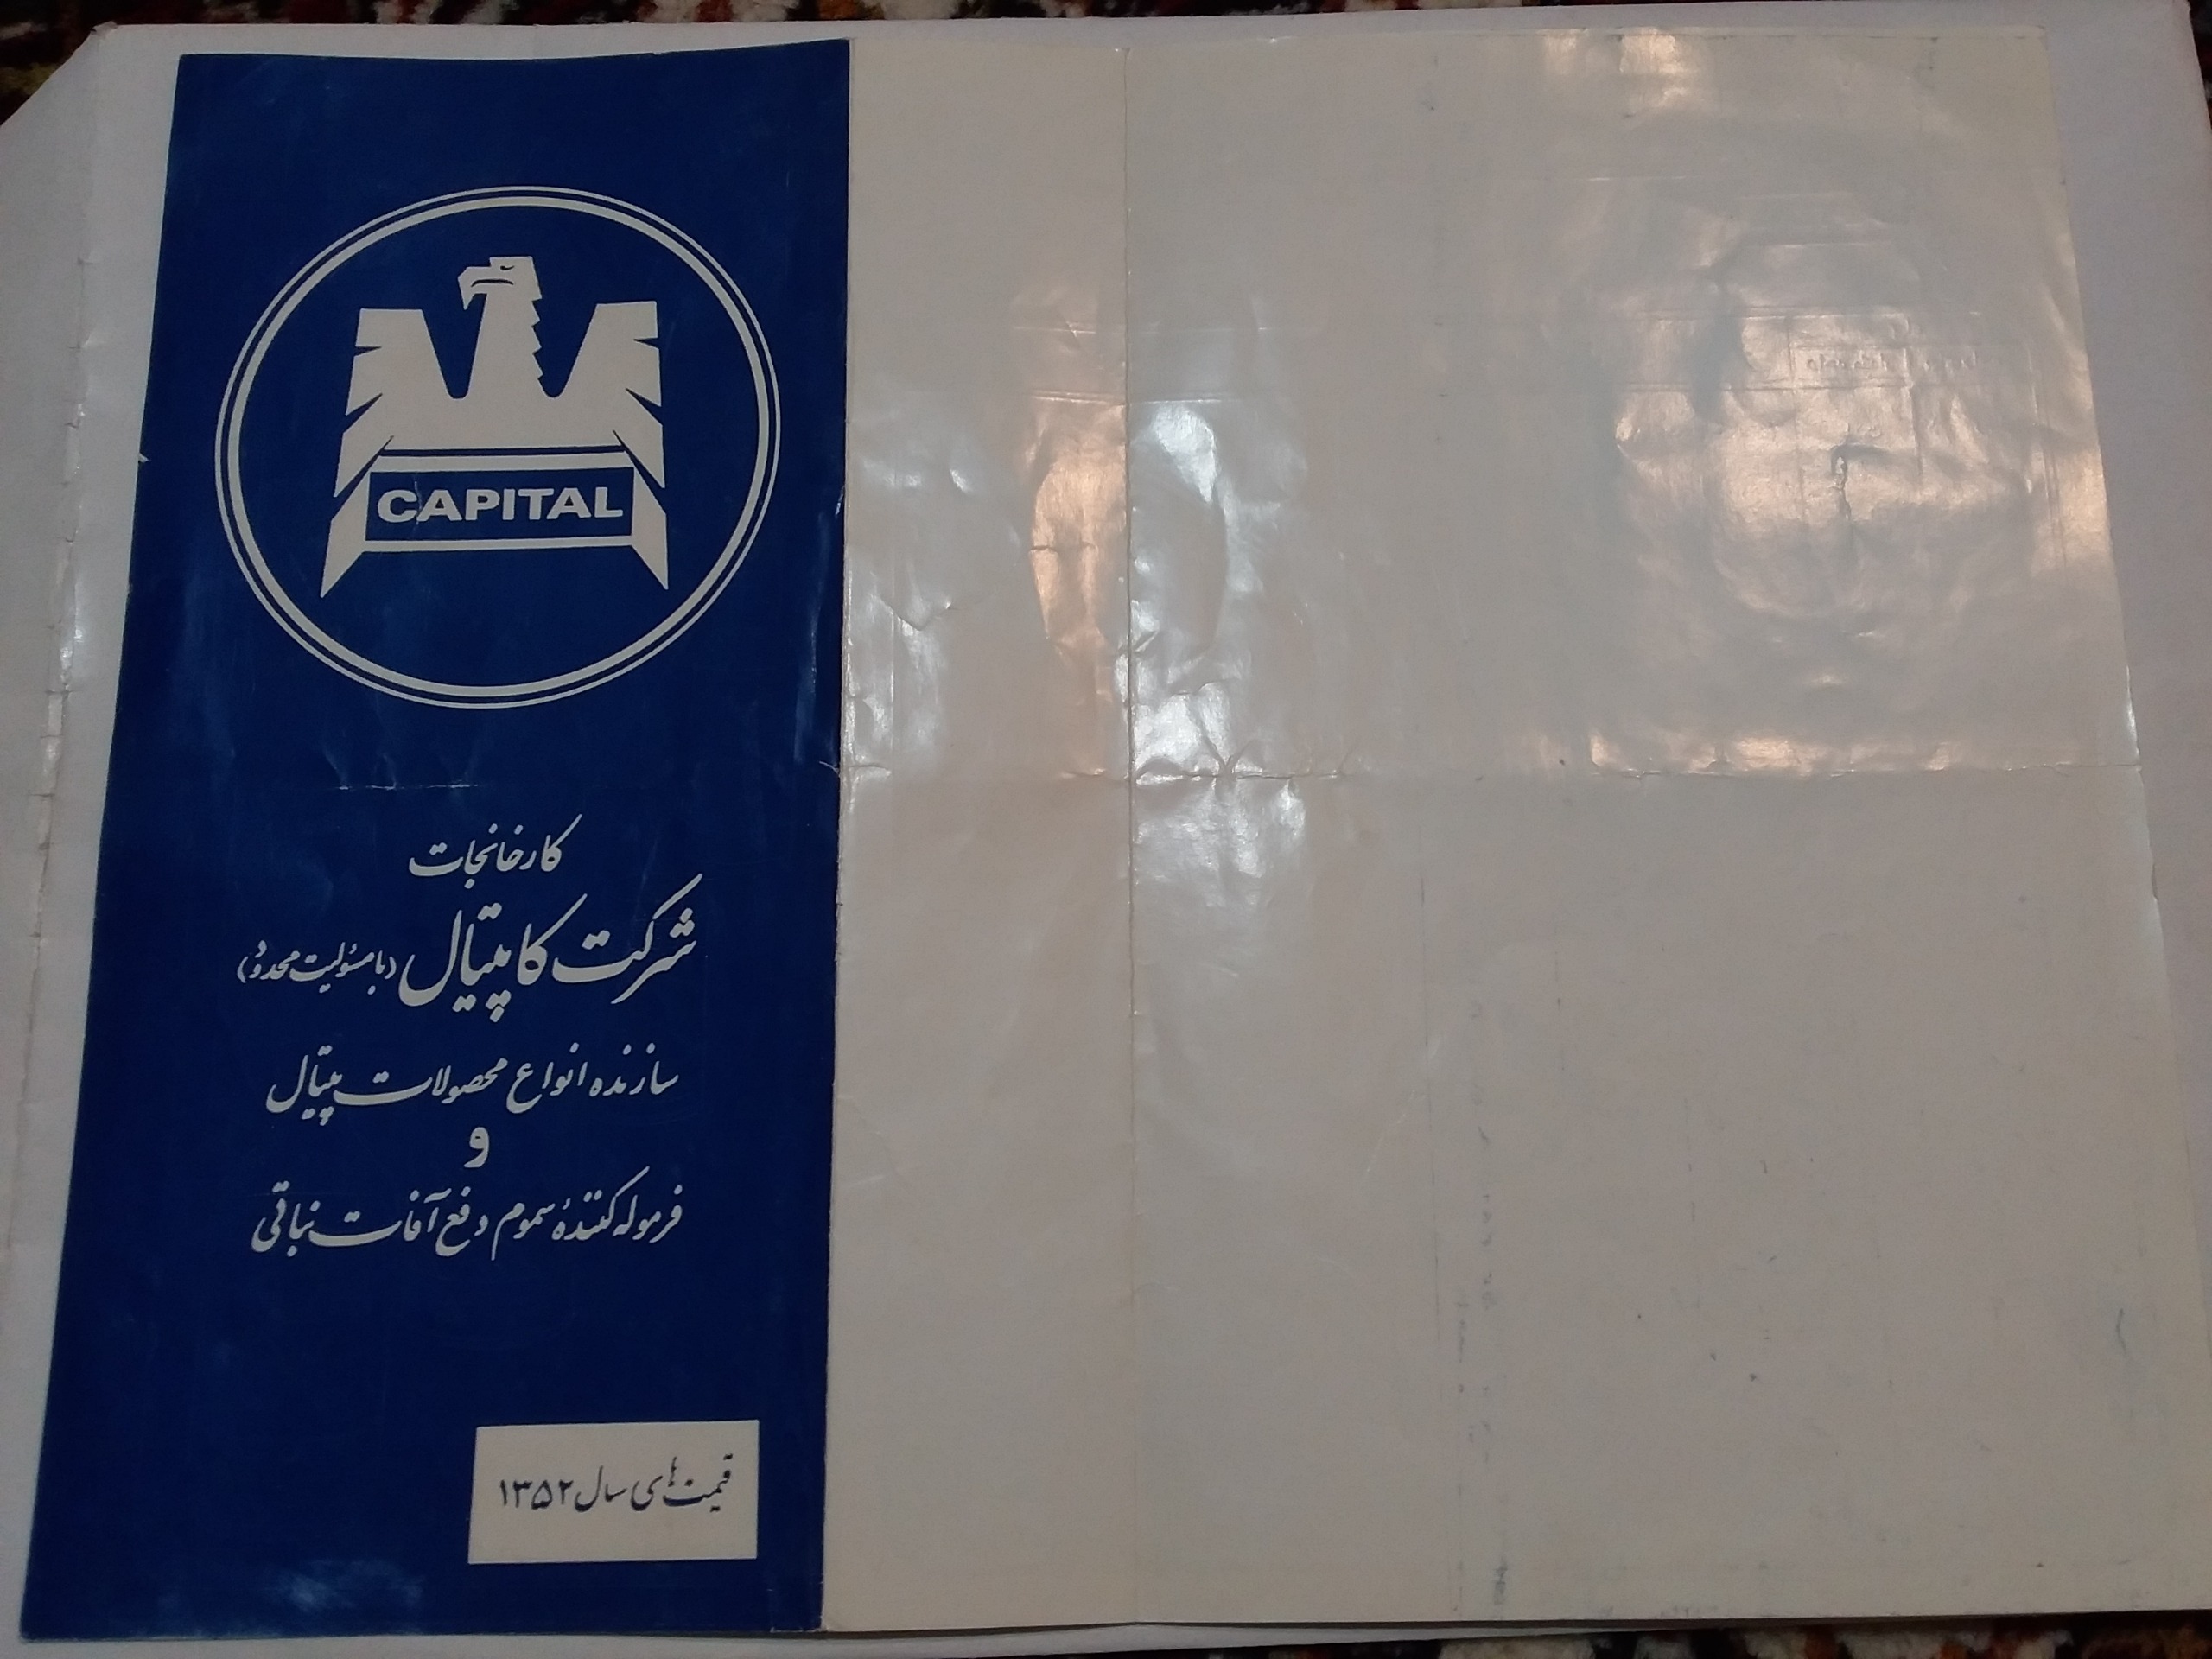 CAPITAL
کارخانجات
شرکت کاپیتال (با مسئولیت محدود)
سازنده انواع محصولات پیتال
و
فرموله کنندهٔ سموم دفع آفات نباتی
قیمت‌های سال ۱۳۵۲